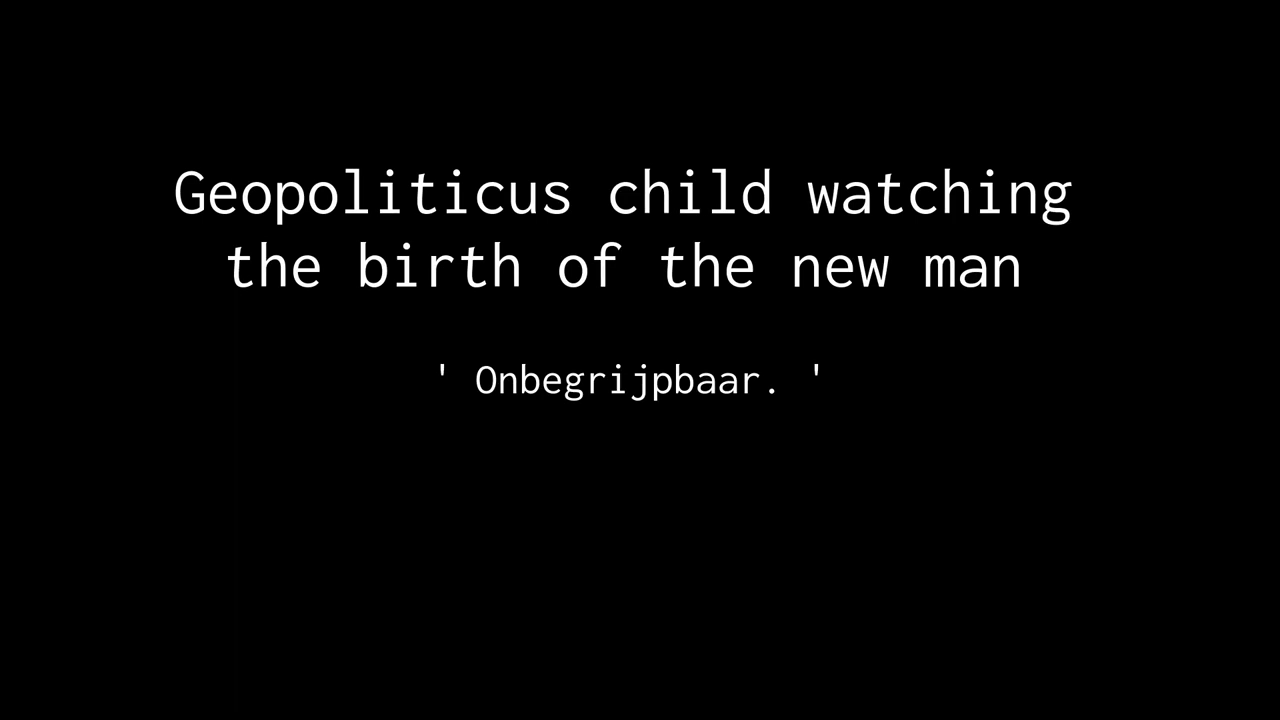 Geopoliticus child watching
the birth of the new man
' Onbegrijpbaar. '